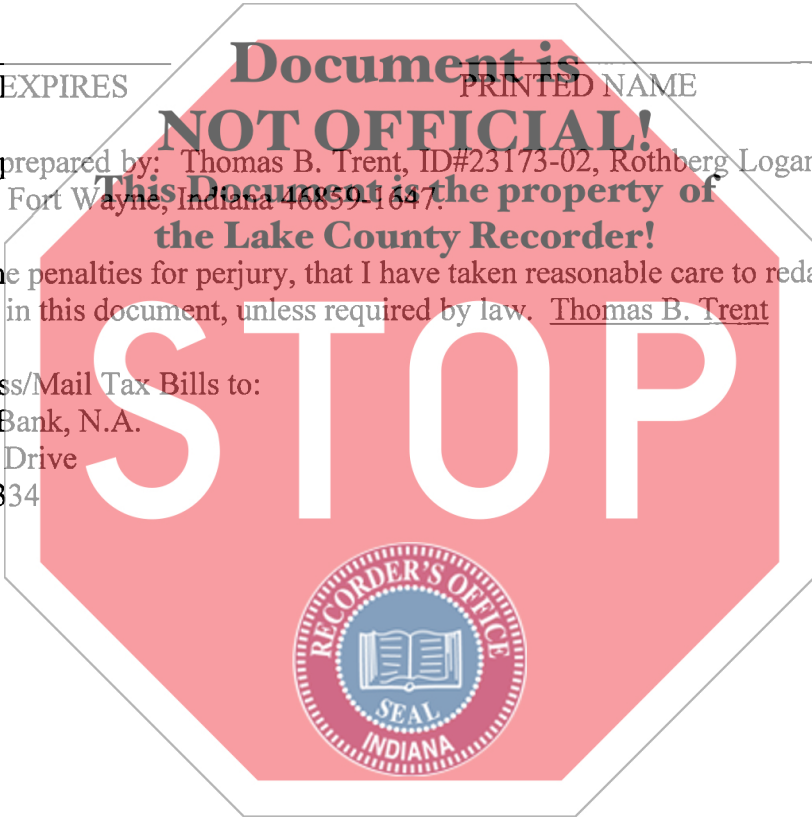 Document is
EXPIRES PRINTED NAME
NOT OFFICIAL!
prepared by: Thomas B. Trent, ID#23173-02, Rothberg Logan
This Document is the property of
Fort Wayne, Indiana 46859-1647.
the Lake County Recorder!
e penalties for perjury, that I have taken reasonable care to reda
in this document, unless required by law. Thomas B. Trent
STOP
ss/Mail Tax Bills to:
Bank, N.A.
Drive
334
RECORDER'S OFFICE
SEAL
INDIANA